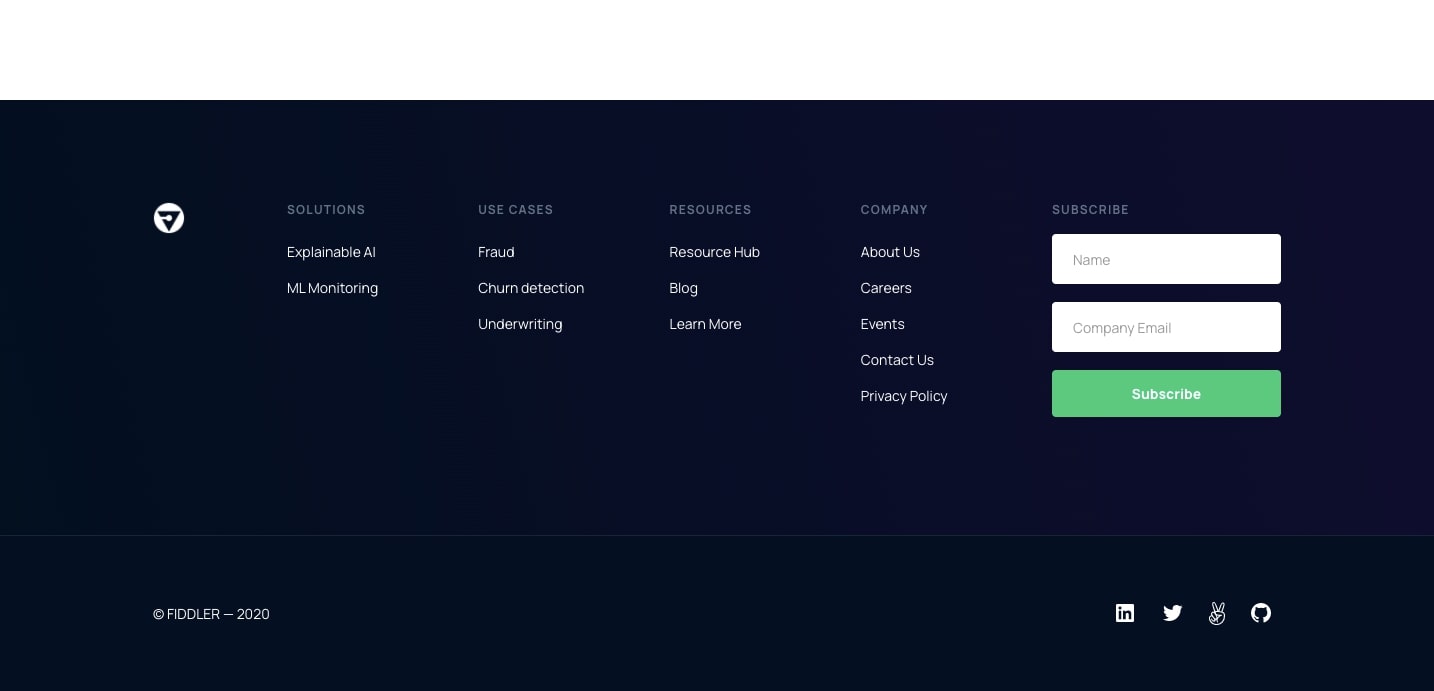 SOLUTIONS
Explainable AI
ML Monitoring
USE CASES
Fraud
Churn detection
Underwriting
RESOURCES
Resource Hub
Blog
Learn More
COMPANY
About Us
Careers
Events
Contact Us
Privacy Policy
SUBSCRIBE
Name
Company Email
Subscribe
© FIDDLER — 2020